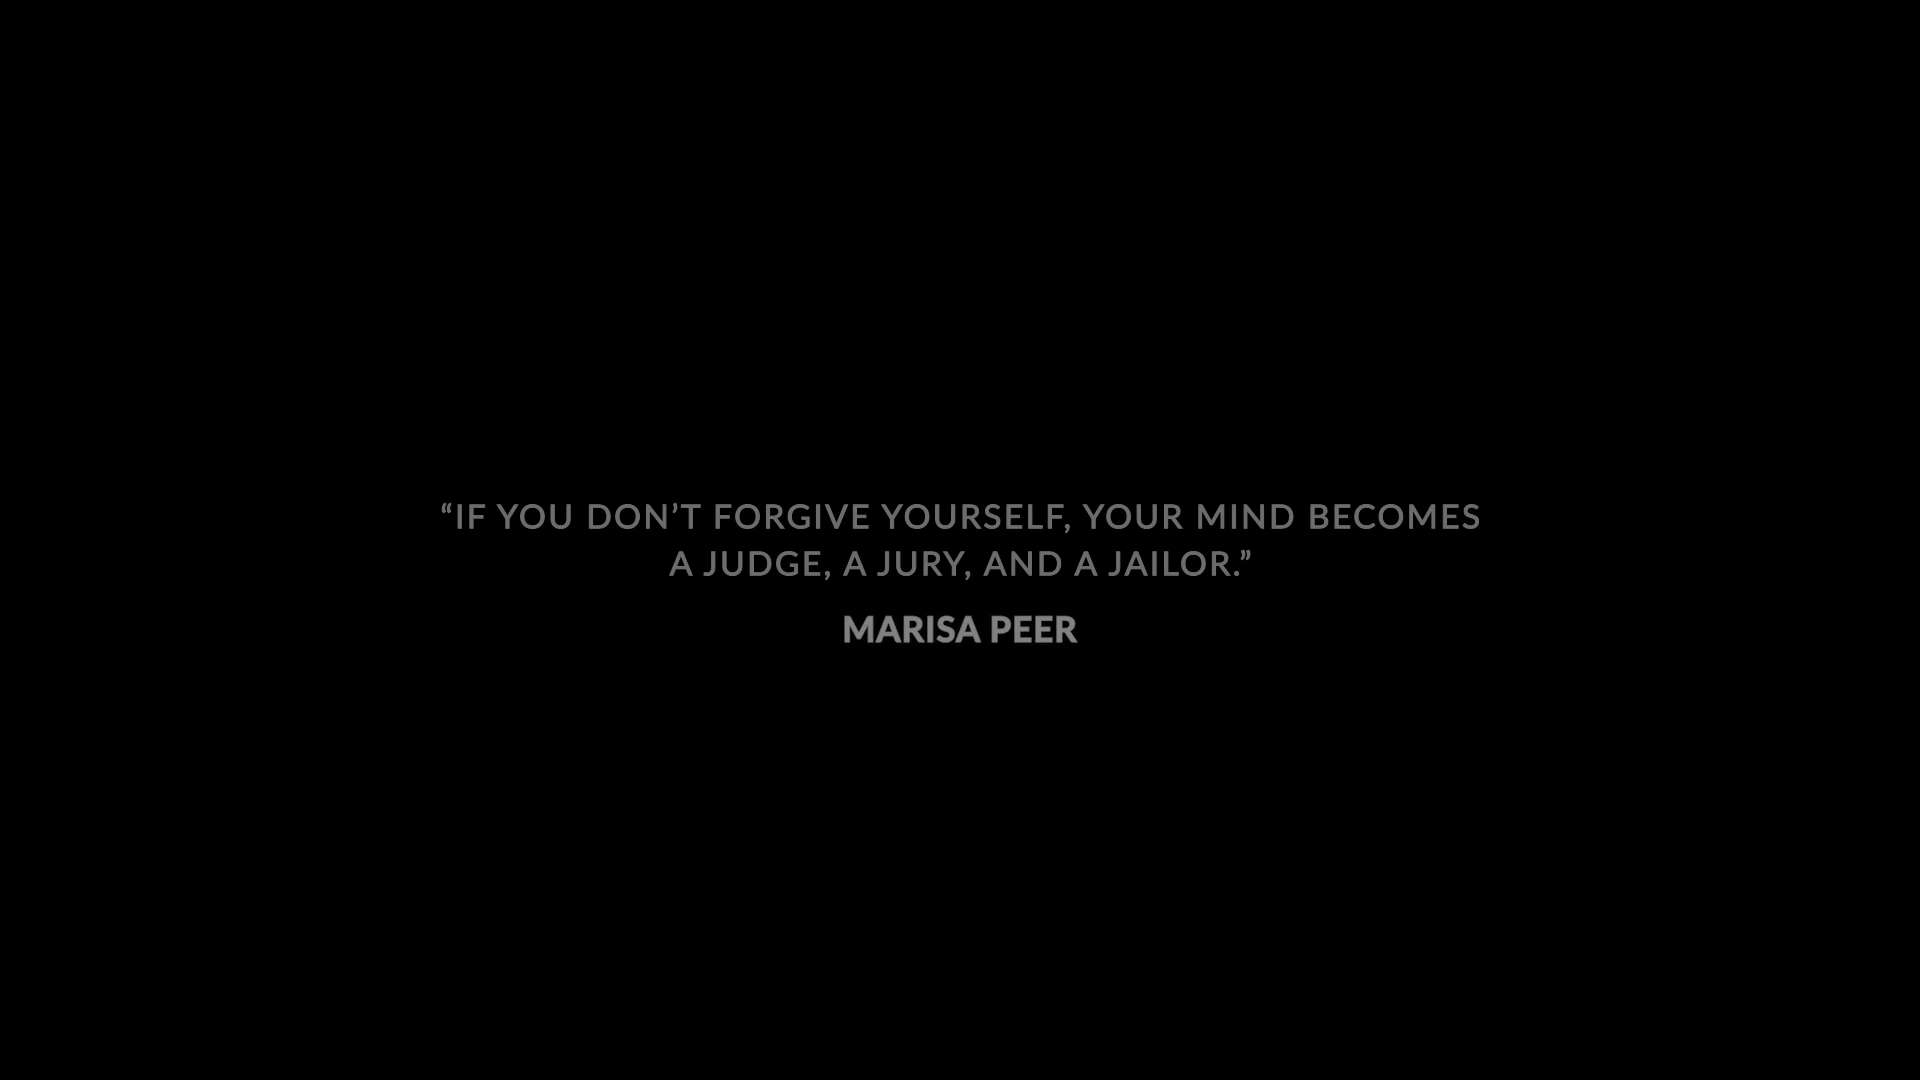 “IF YOU DON’T FORGIVE YOURSELF, YOUR MIND BECOMES
A JUDGE, A JURY, AND A JAILOR.”
MARISA PEER